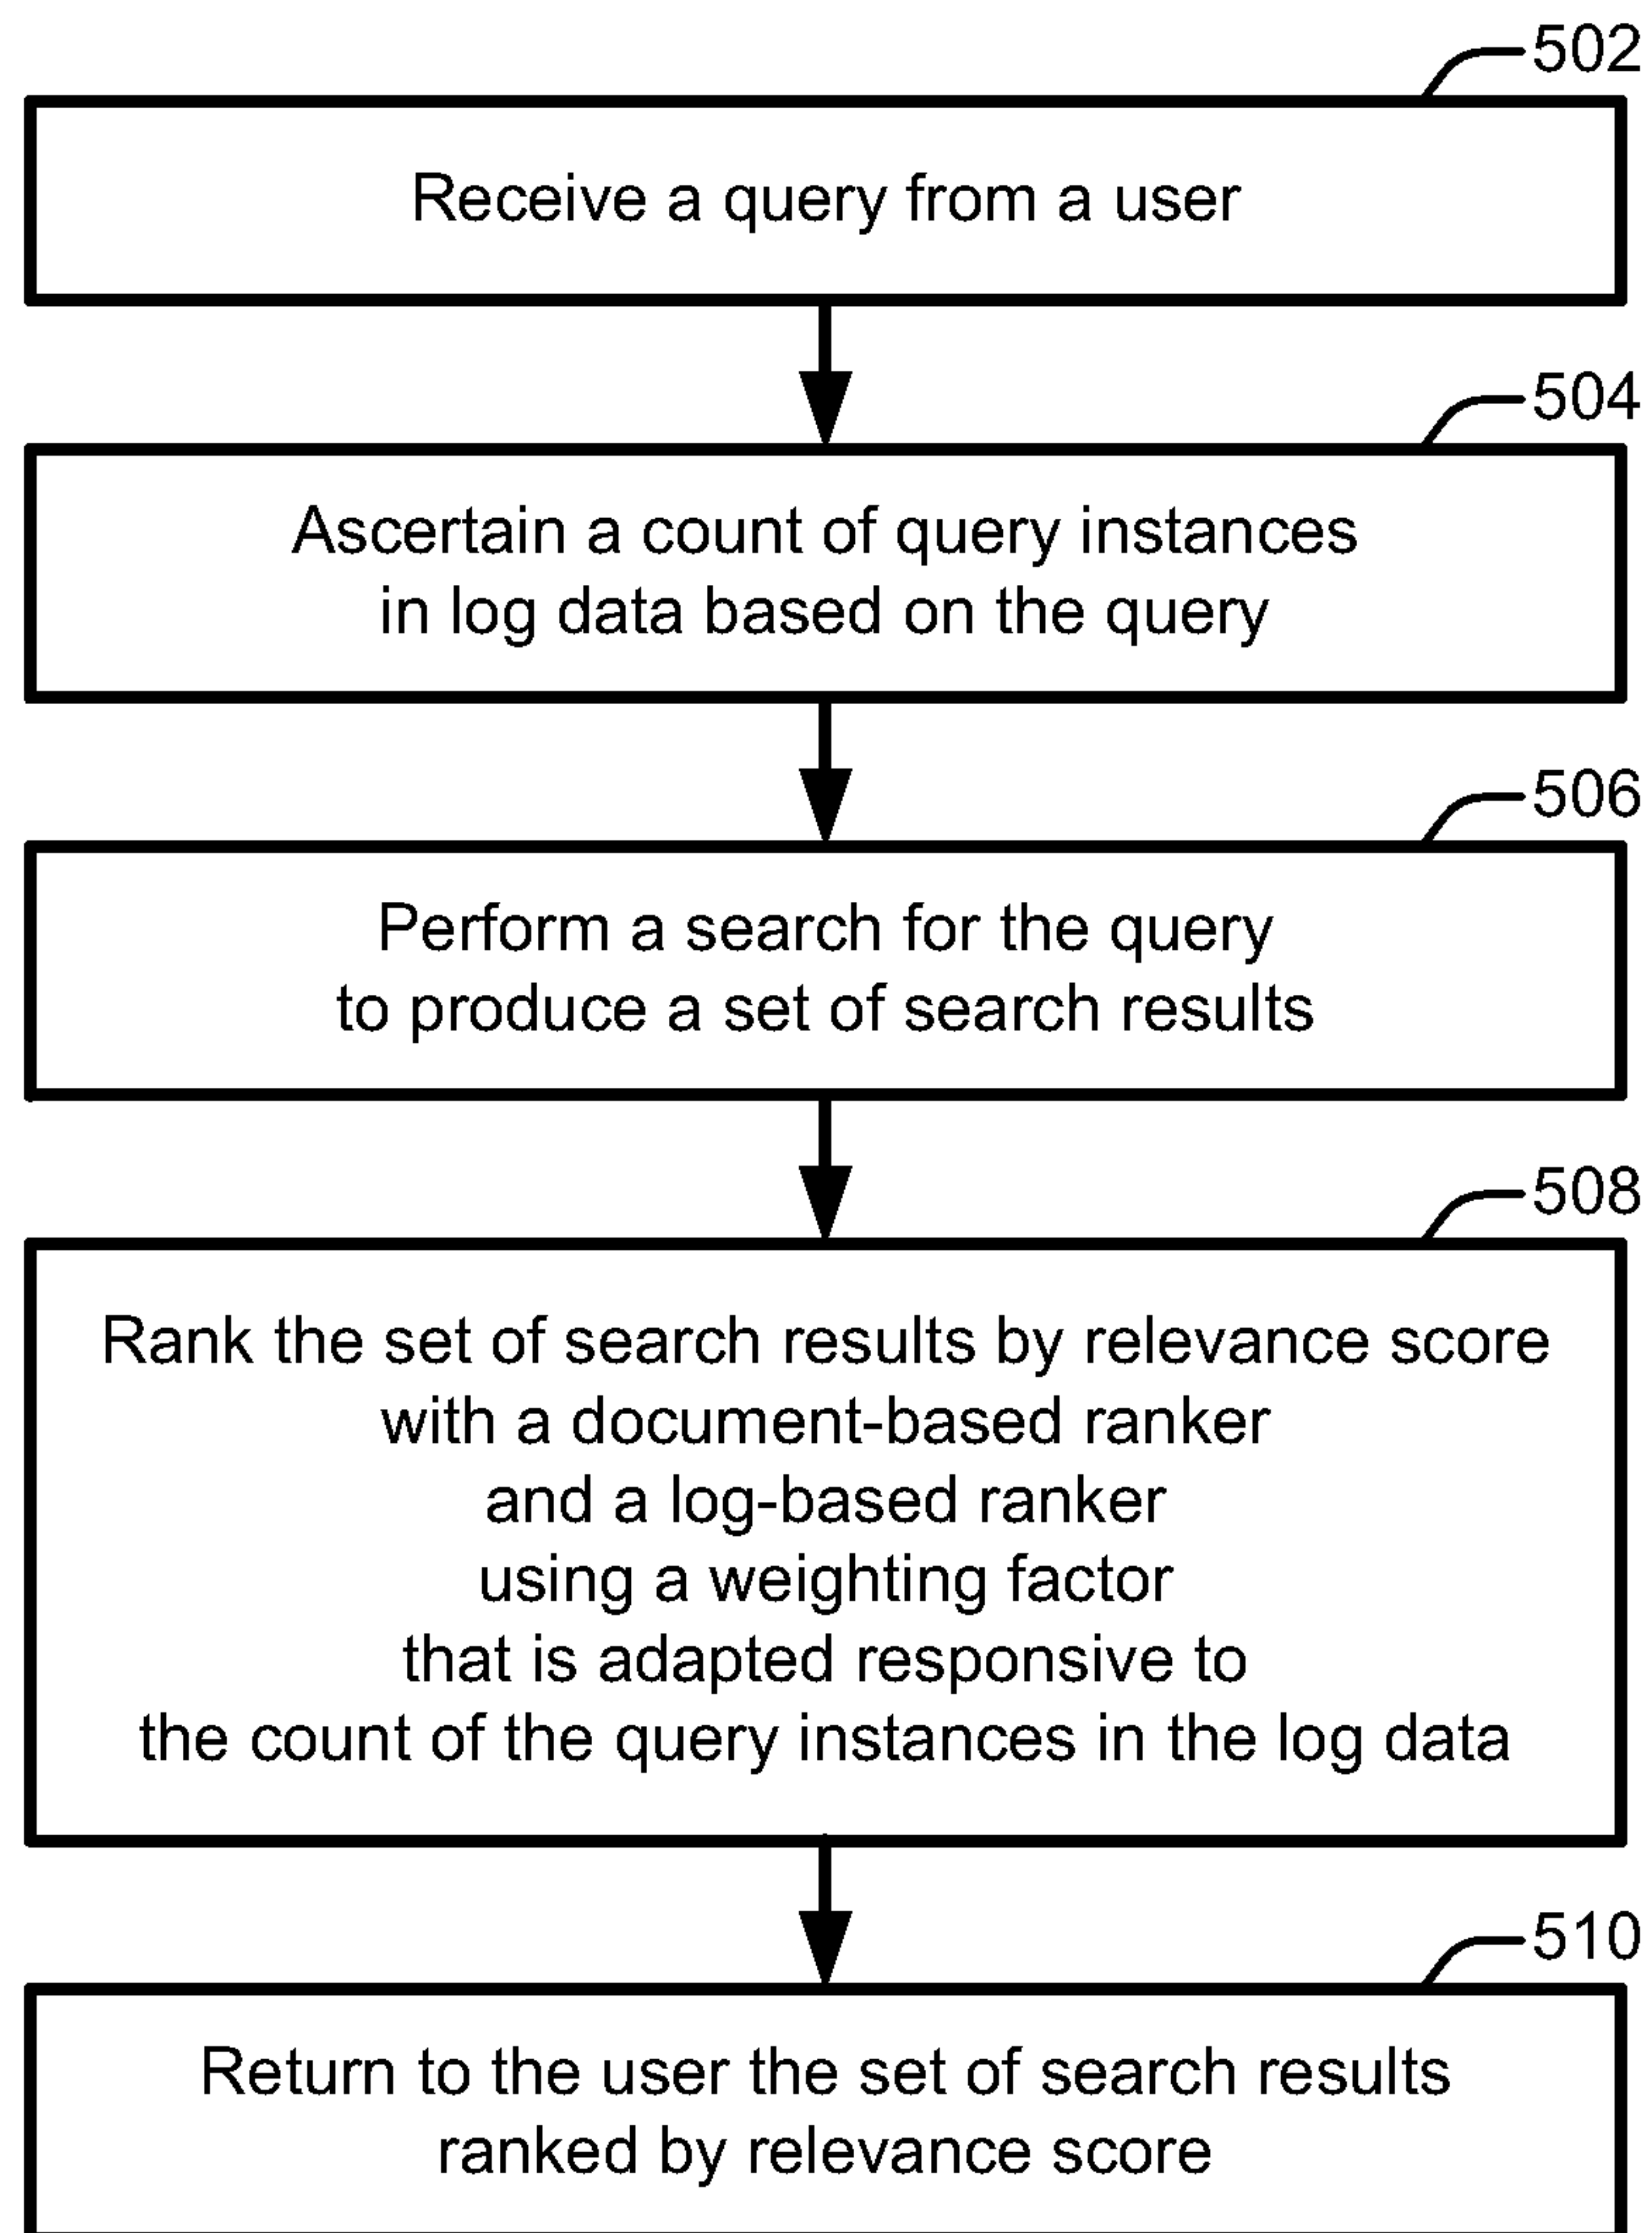 502
Receive a query from a user
504
Ascertain a count of query instances
in log data based on the query
506
Perform a search for the query
to produce a set of search results
508
Rank the set of search results by relevance score
with a document-based ranker
and a log-based ranker
using a weighting factor
that is adapted responsive to
the count of the query instances in the log data
510
Return to the user the set of search results
ranked by relevance score